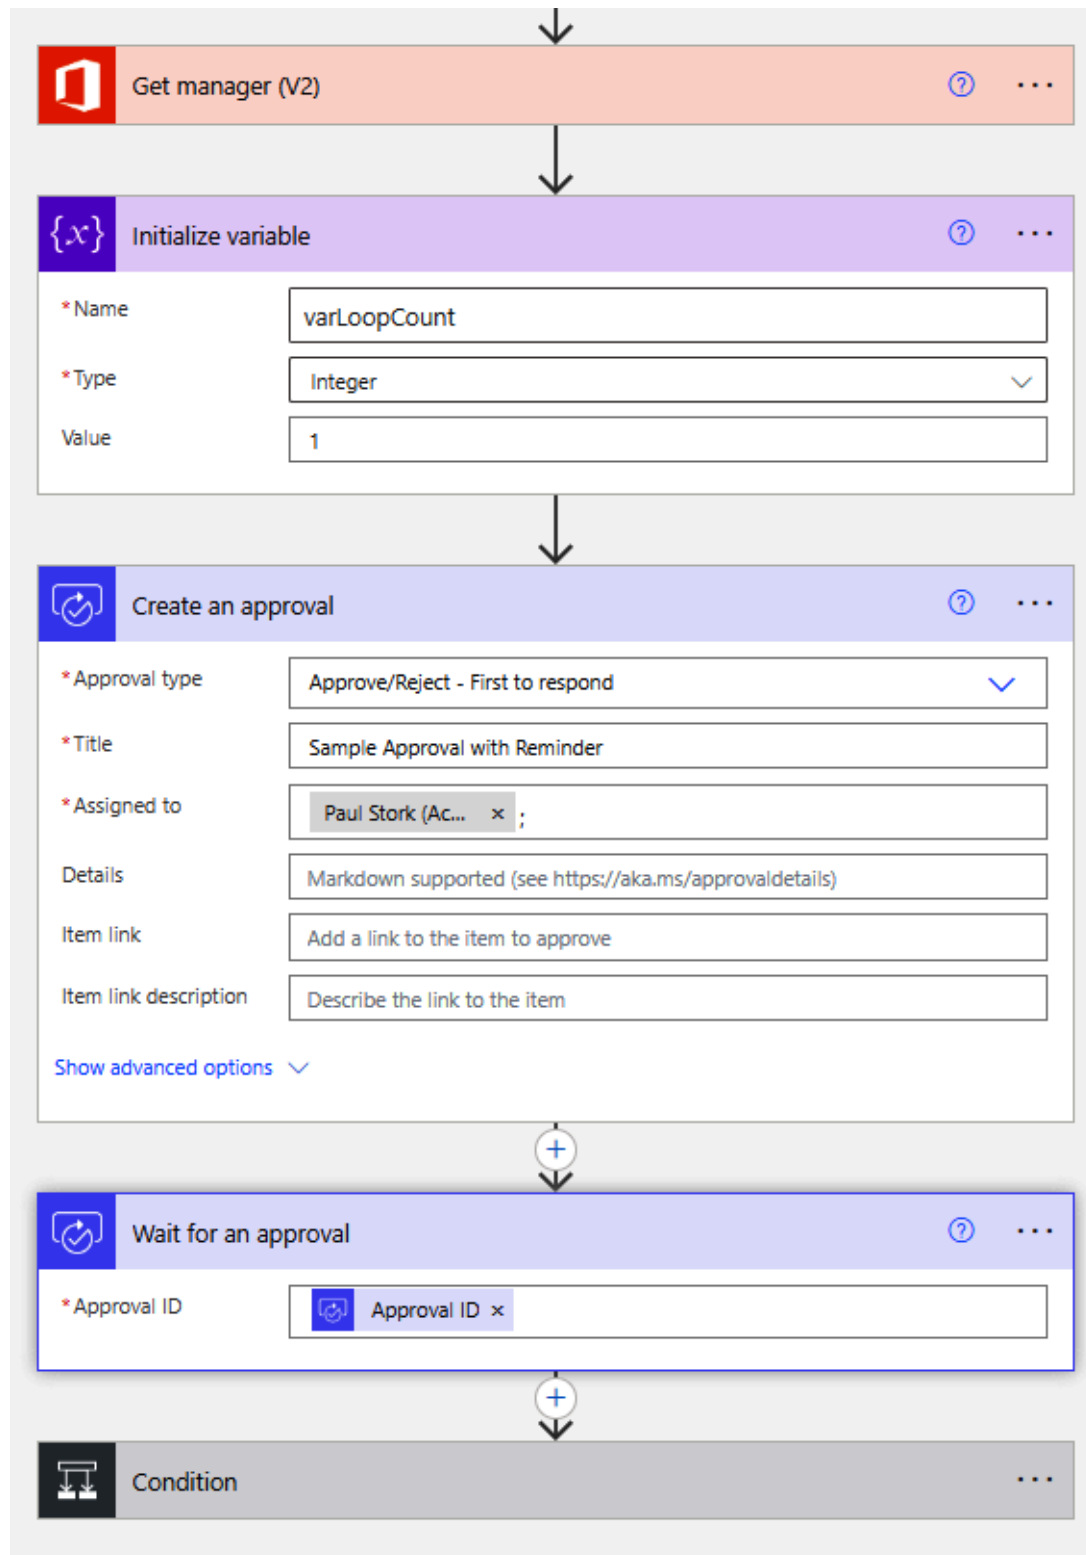 Get manager (V2)
{x} Initialize variable
*Name varLoopCount
*Type Integer
Value 1
Create an approval
*Approval type Approve/Reject - First to respond
*Title Sample Approval with Reminder
*Assigned to Paul Stork (Ac... × ;
Details Markdown supported (see https://aka.ms/approvaldetails)
Item link Add a link to the item to approve
Item link description Describe the link to the item
Show advanced options
Wait for an approval
*Approval ID Approval ID ×
Condition